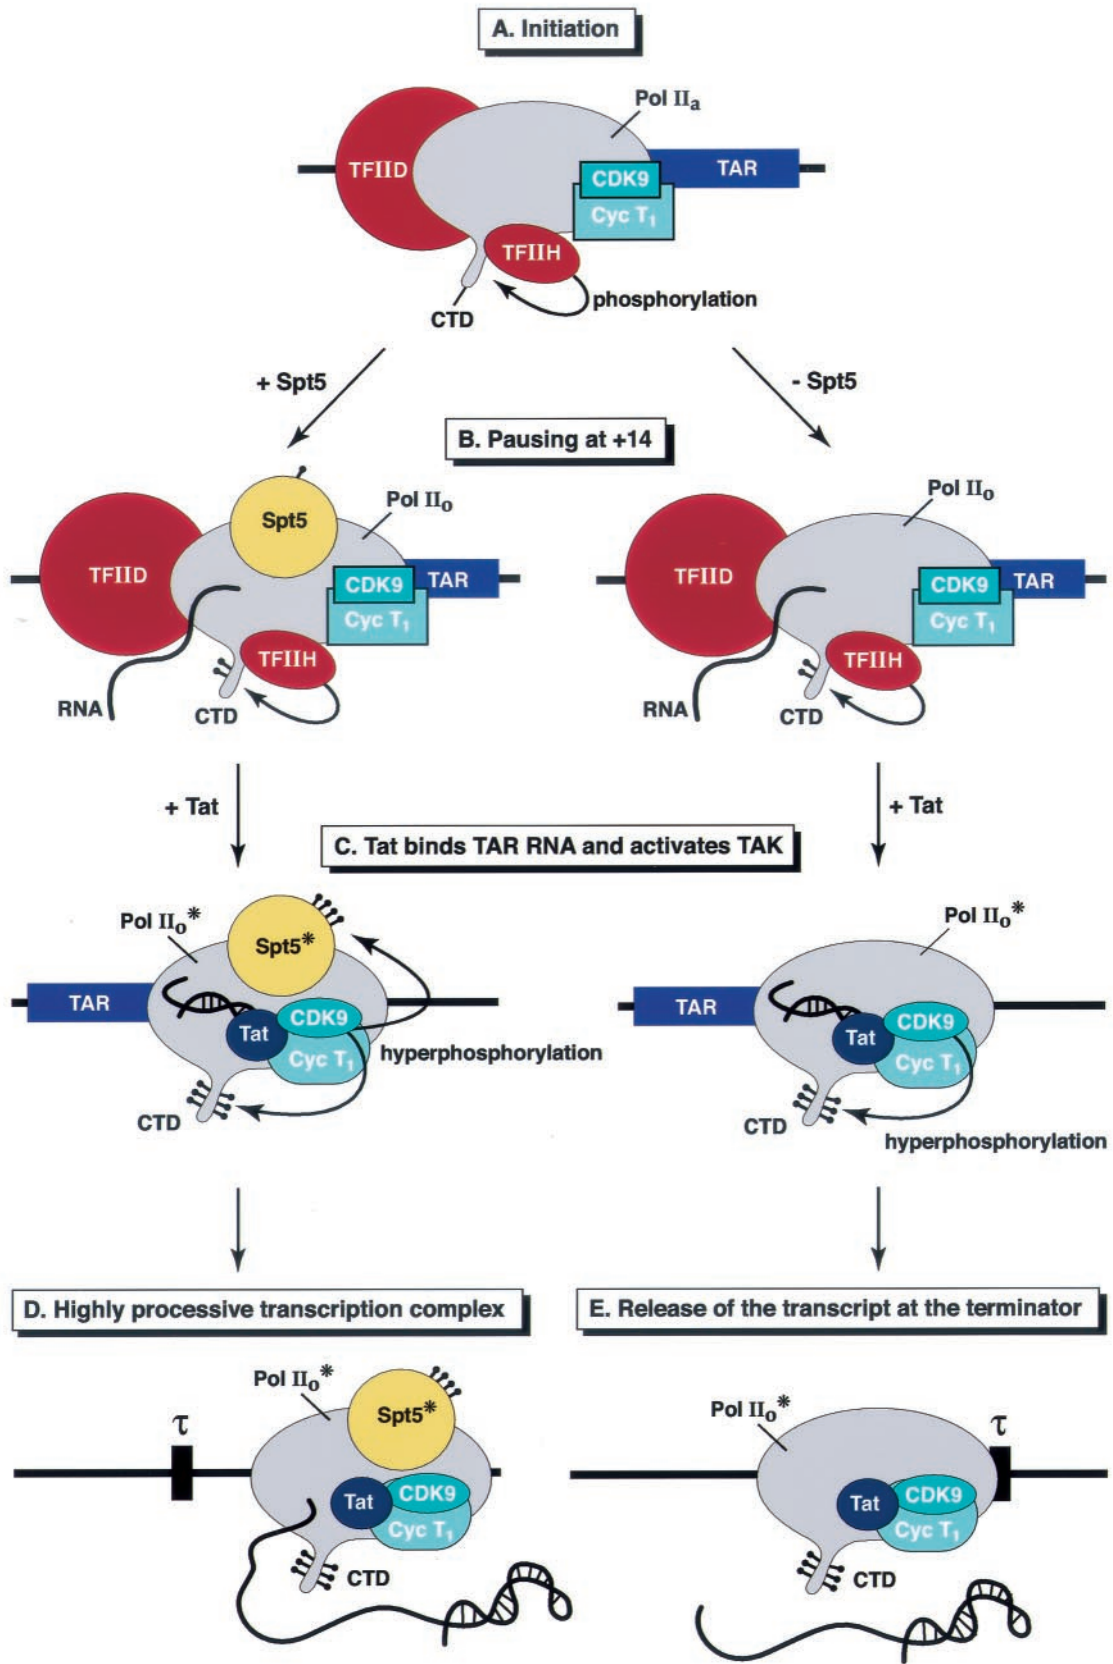 A. Initiation
Pol IIa
TFIID
CDK9
TAR
Cyc T1
TFIIH
phosphorylation
CTD
+ Spt5
- Spt5
B. Pausing at +14
Spt5
Pol IIo
TFIID
CDK9
TAR
Cyc T1
TFIIH
RNA
CTD
Pol IIo
TFIID
CDK9
TAR
Cyc T1
TFIIH
RNA
CTD
+ Tat
+ Tat
C. Tat binds TAR RNA and activates TAK
Pol IIo*
Spt5*
TAR
Tat
CDK9
Cyc T1
hyperphosphorylation
CTD
Pol IIo*
TAR
Tat
CDK9
Cyc T1
CTD
hyperphosphorylation
D. Highly processive transcription complex
E. Release of the transcript at the terminator
Pol IIo*
Spt5*
τ
Tat
CDK9
Cyc T1
CTD
Pol IIo*
τ
Tat
CDK9
Cyc T1
CTD